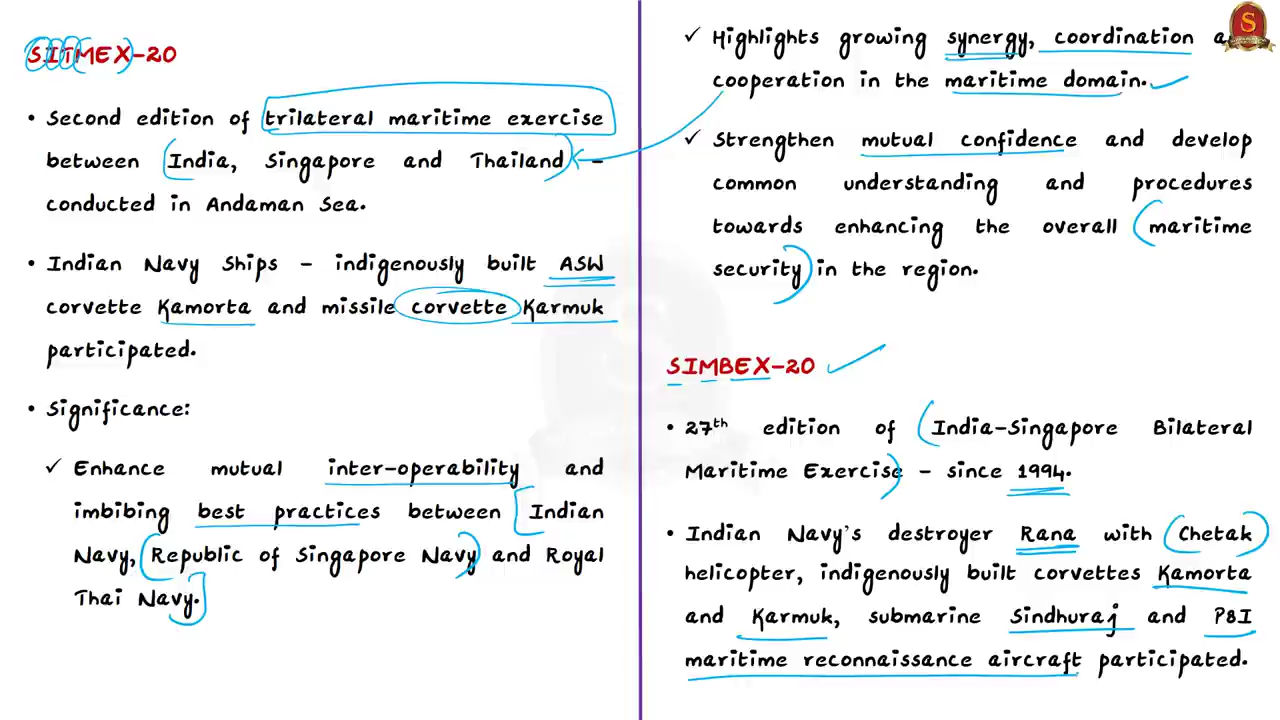 SITMEX-20
• Second edition of trilateral maritime exercise
between India, Singapore and Thailand –
conducted in Andaman Sea.
• Indian Navy Ships – indigenously built ASW
corvette Kamorta and missile corvette Karmuk
participated.
• Significance:
✓ Enhance mutual inter-operability and
imbibing best practices between Indian
Navy, Republic of Singapore Navy and Royal
Thai Navy.
✓ Highlights growing synergy, coordination a
cooperation in the maritime domain.
✓ Strengthen mutual confidence and develop
common understanding and procedures
towards enhancing the overall maritime
security in the region.
SIMBEX-20
• 27th edition of India-Singapore Bilateral
Maritime Exercise – since 1994.
• Indian Navy's destroyer Rana with Chetak
helicopter, indigenously built corvettes Kamorta
and Karmuk, submarine Sindhuraj and P8I
maritime reconnaissance aircraft participated.
S